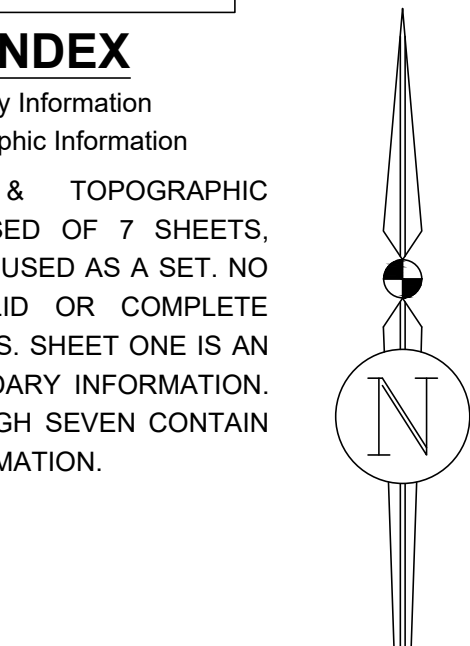 NDEX
y Information
phic Information
& TOPOGRAPHIC
SED OF 7 SHEETS,
USED AS A SET. NO
LID OR COMPLETE
S. SHEET ONE IS AN
DARY INFORMATION.
GH SEVEN CONTAIN
MATION.
N